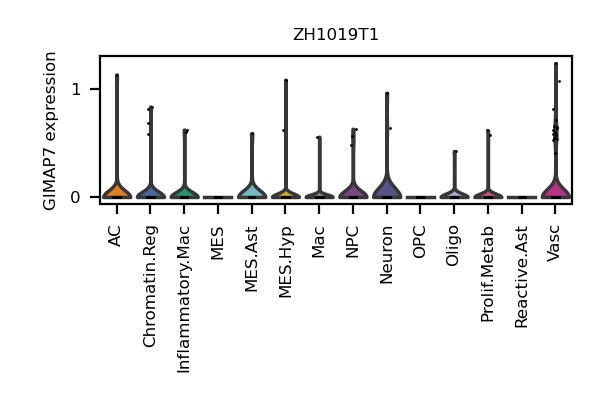 ZH1019T1
GIMAP7 expression
1
0
AC
Chromatin.Reg
Inflammatory.Mac
MES
MES.Ast
MES.Hyp
Mac
NPC
Neuron
OPC
Oligo
Prolif.Metab
Reactive.Ast
Vasc